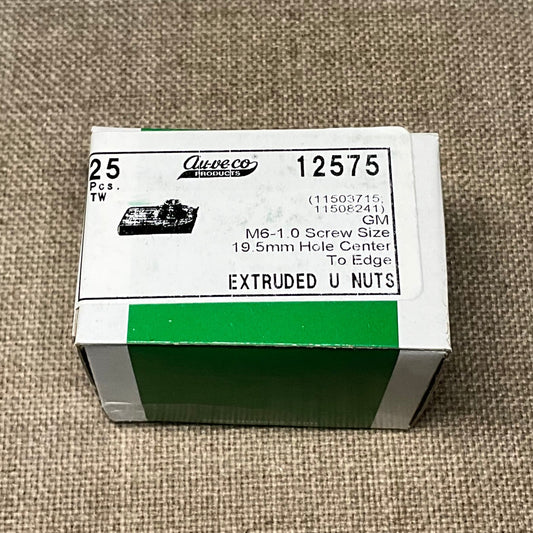 25
Pcs.
TW
au-ve-co
PRODUCTS
12575
(11503715,
11508241)
GM
M6-1.0 Screw Size
19.5mm Hole Center
To Edge
EXTRUDED U NUTS